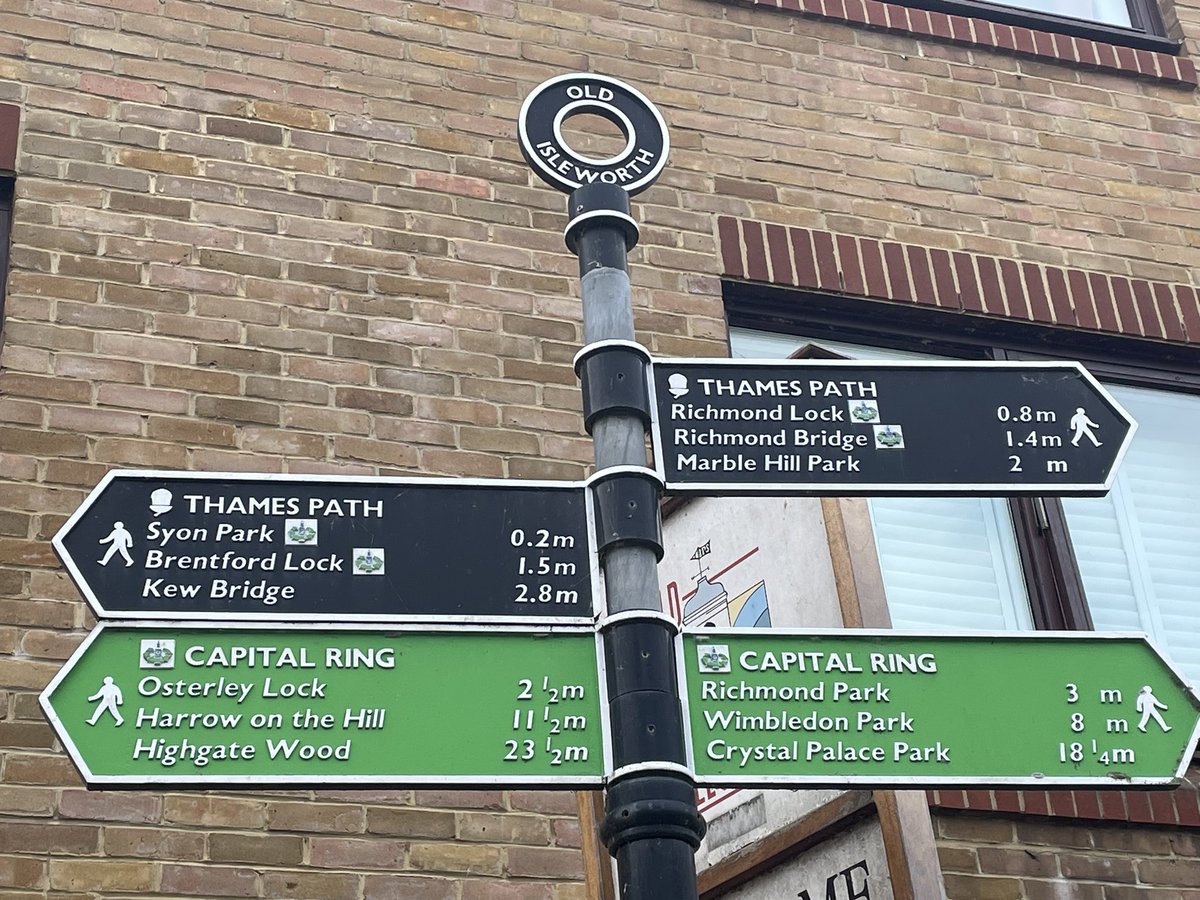 OLD
ISLEWORTH
THAMES PATH
Richmond Lock 0.8m
Richmond Bridge 1.4m
Marble Hill Park 2 m
THAMES PATH
Syon Park 0.2m
Brentford Lock 1.5m
Kew Bridge 2.8m
CAPITAL RING
Osterley Lock 2 1/2m
Harrow on the Hill 11 1/2m
Highgate Wood 23 1/2m
CAPITAL RING
Richmond Park 3 m
Wimbledon Park 8 m
Crystal Palace Park 18 1/4m